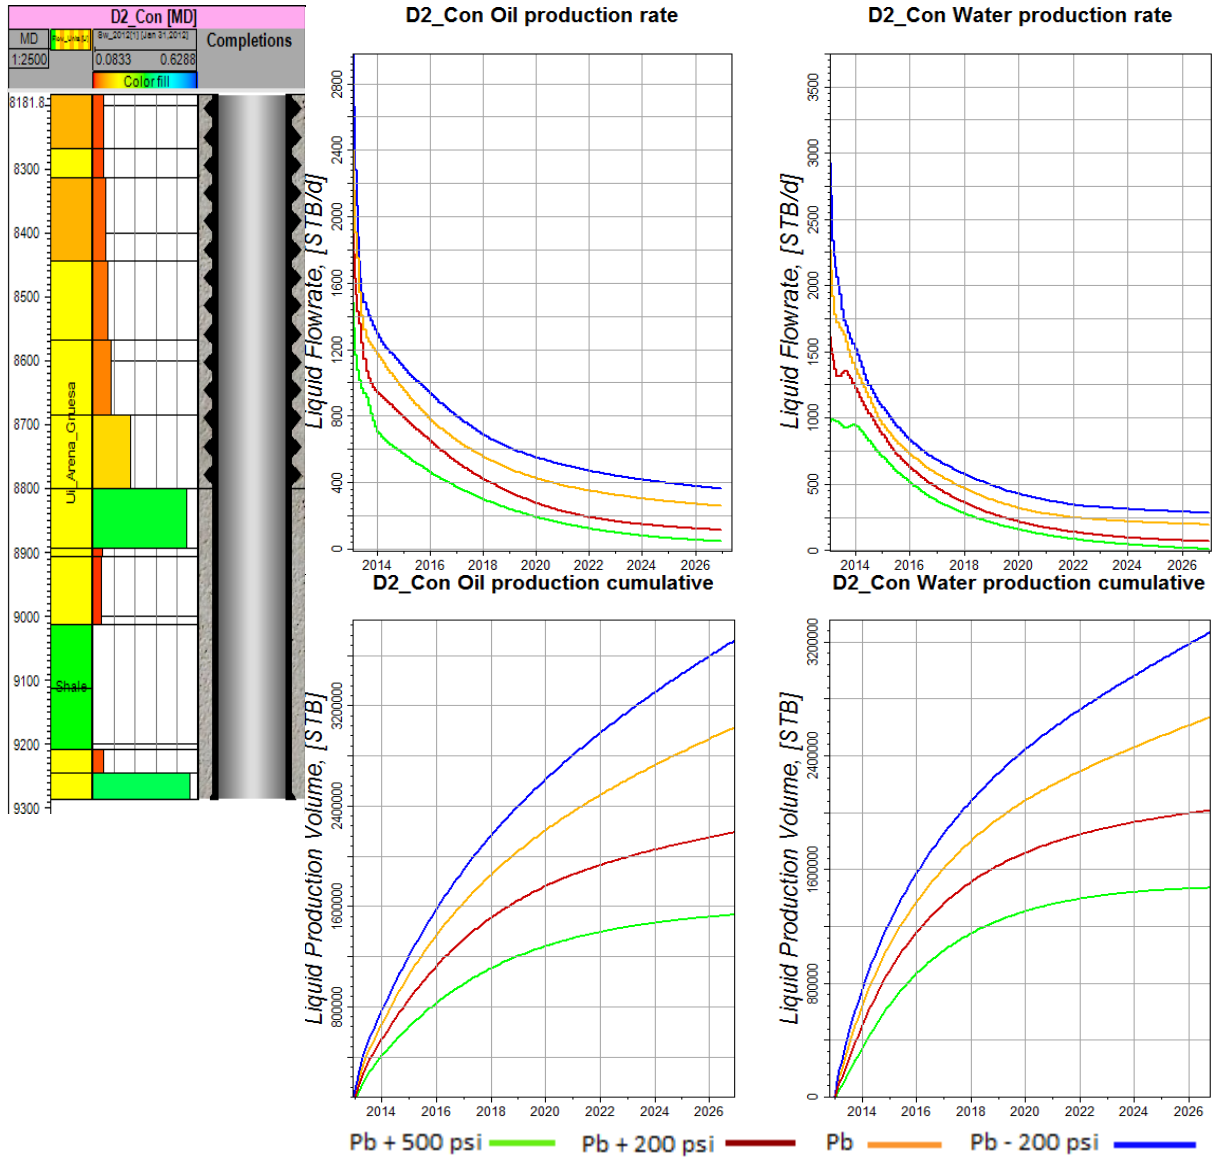 D2_Con [MD]
MD
Sw_2012[1] [Jan 31,2012]
Completions
1:2500
0.0833 0.6288
Color fill
8181.8
8300
8400
8500
8600
8700
8800
8900
9000
9100
9200
9300
Ui_Arena_Gruesa
Shale
D2_Con Oil production rate
Liquid Flowrate, [STB/d]
2800
2400
2000
1600
1200
800
400
0
2014 2016 2018 2020 2022 2024 2026
D2_Con Water production rate
Liquid Flowrate, [STB/d]
3500
3000
2500
2000
1500
1000
500
0
2014 2016 2018 2020 2022 2024 2026
D2_Con Oil production cumulative
Liquid Production Volume, [STB]
3200000
2400000
1600000
800000
2014 2016 2018 2020 2022 2024 2026
D2_Con Water production cumulative
Liquid Production Volume, [STB]
3200000
2400000
1600000
800000
0
2014 2016 2018 2020 2022 2024 2026
Pb + 500 psi Pb + 200 psi Pb Pb - 200 psi